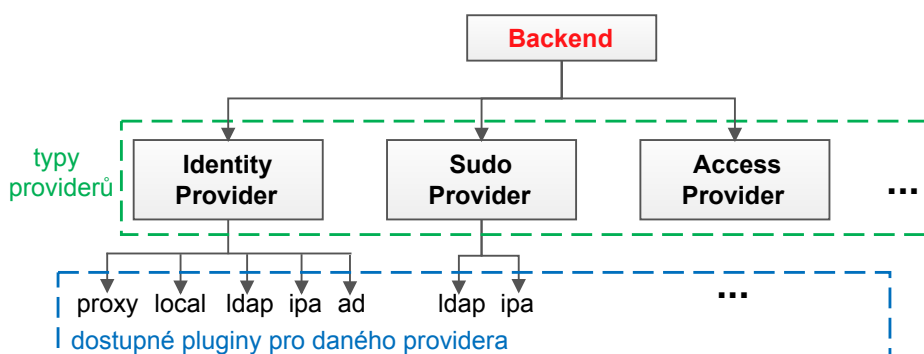 Backend
typy
providerů
Identity
Provider
Sudo
Provider
Access
Provider
...
proxy local ldap ipa ad ldap ipa ...
dostupné pluginy pro daného providera